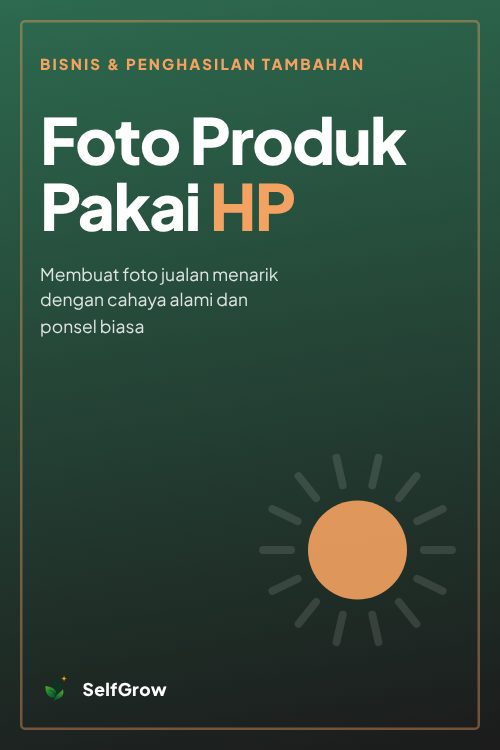 BISNIS & PENGHASILAN TAMBAHAN
Foto Produk
Pakai HP
Membuat foto jualan menarik
dengan cahaya alami dan
ponsel biasa
SelfGrow